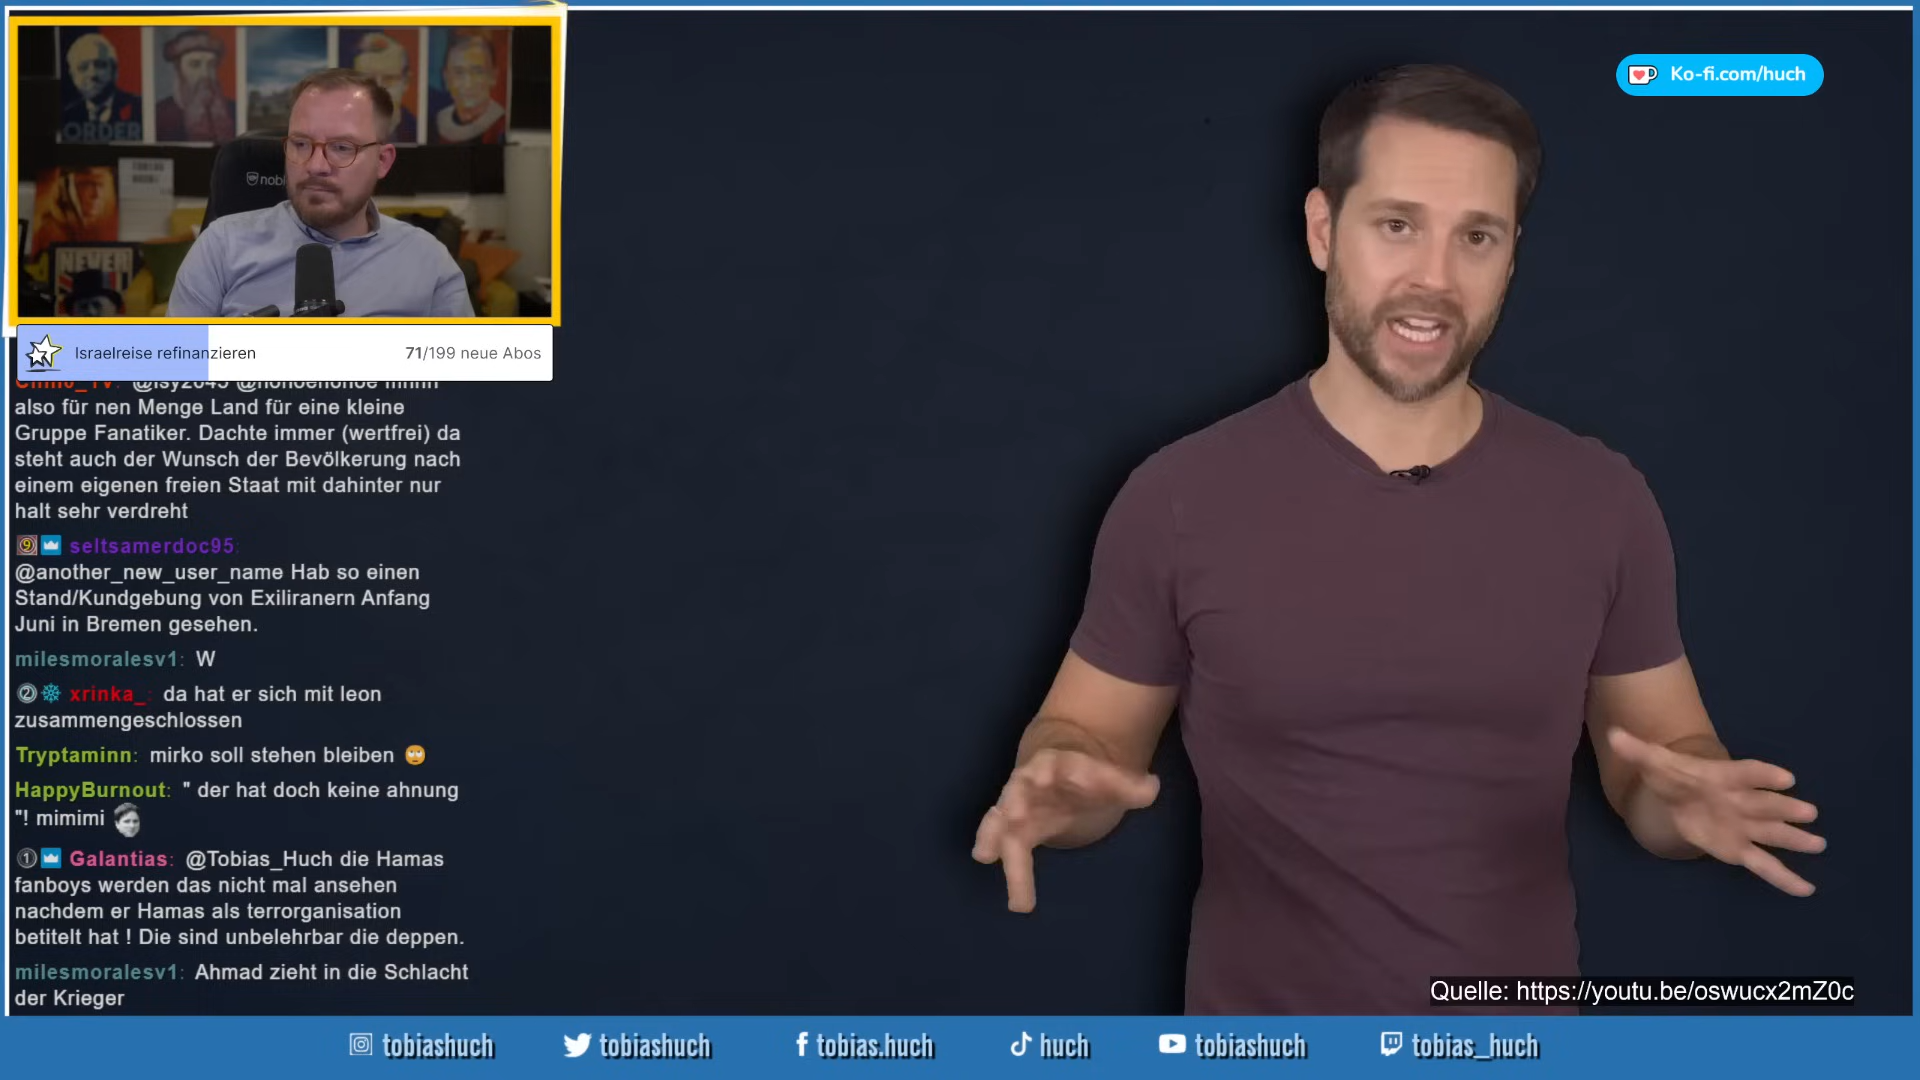 ORDER
nobl
NEVER
Ko-fi.com/huch
Israelreise refinanzieren
71/199 neue Abos
also für nen Menge Land für eine kleine
Gruppe Fanatiker. Dachte immer (wertfrei) da
steht auch der Wunsch der Bevölkerung nach
einem eigenen freien Staat mit dahinter nur
halt sehr verdreht
9 seltsamerdoc95:
@another_new_user_name Hab so einen
Stand/Kundgebung von Exiliranern Anfang
Juni in Bremen gesehen.
milesmoralesv1: W
2 xrinka_: da hat er sich mit leon
zusammengeschlossen
Tryptaminn: mirko soll stehen bleiben 🙄
HappyBurnout: " der hat doch keine ahnung
"! mimimi
1 Galantias: @Tobias_Huch die Hamas
fanboys werden das nicht mal ansehen
nachdem er Hamas als terrorganisation
betitelt hat ! Die sind unbelehrbar die deppen.
milesmoralesv1: Ahmad zieht in die Schlacht
der Krieger
Quelle: https://youtu.be/oswucx2mZ0c
tobiashuch
tobiashuch
tobias.huch
huch
tobiashuch
tobias_huch